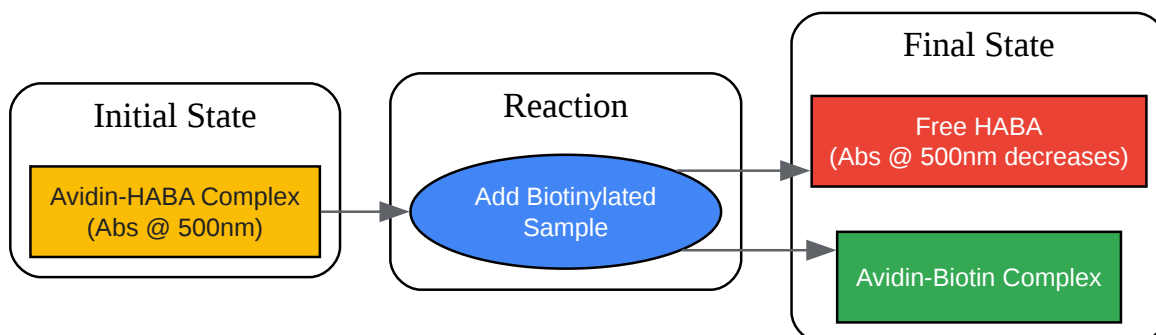 Initial State
Avidin-HABA Complex
(Abs @ 500nm)
Reaction
Add Biotinylated
Sample
Final State
Free HABA
(Abs @ 500nm decreases)
Avidin-Biotin Complex